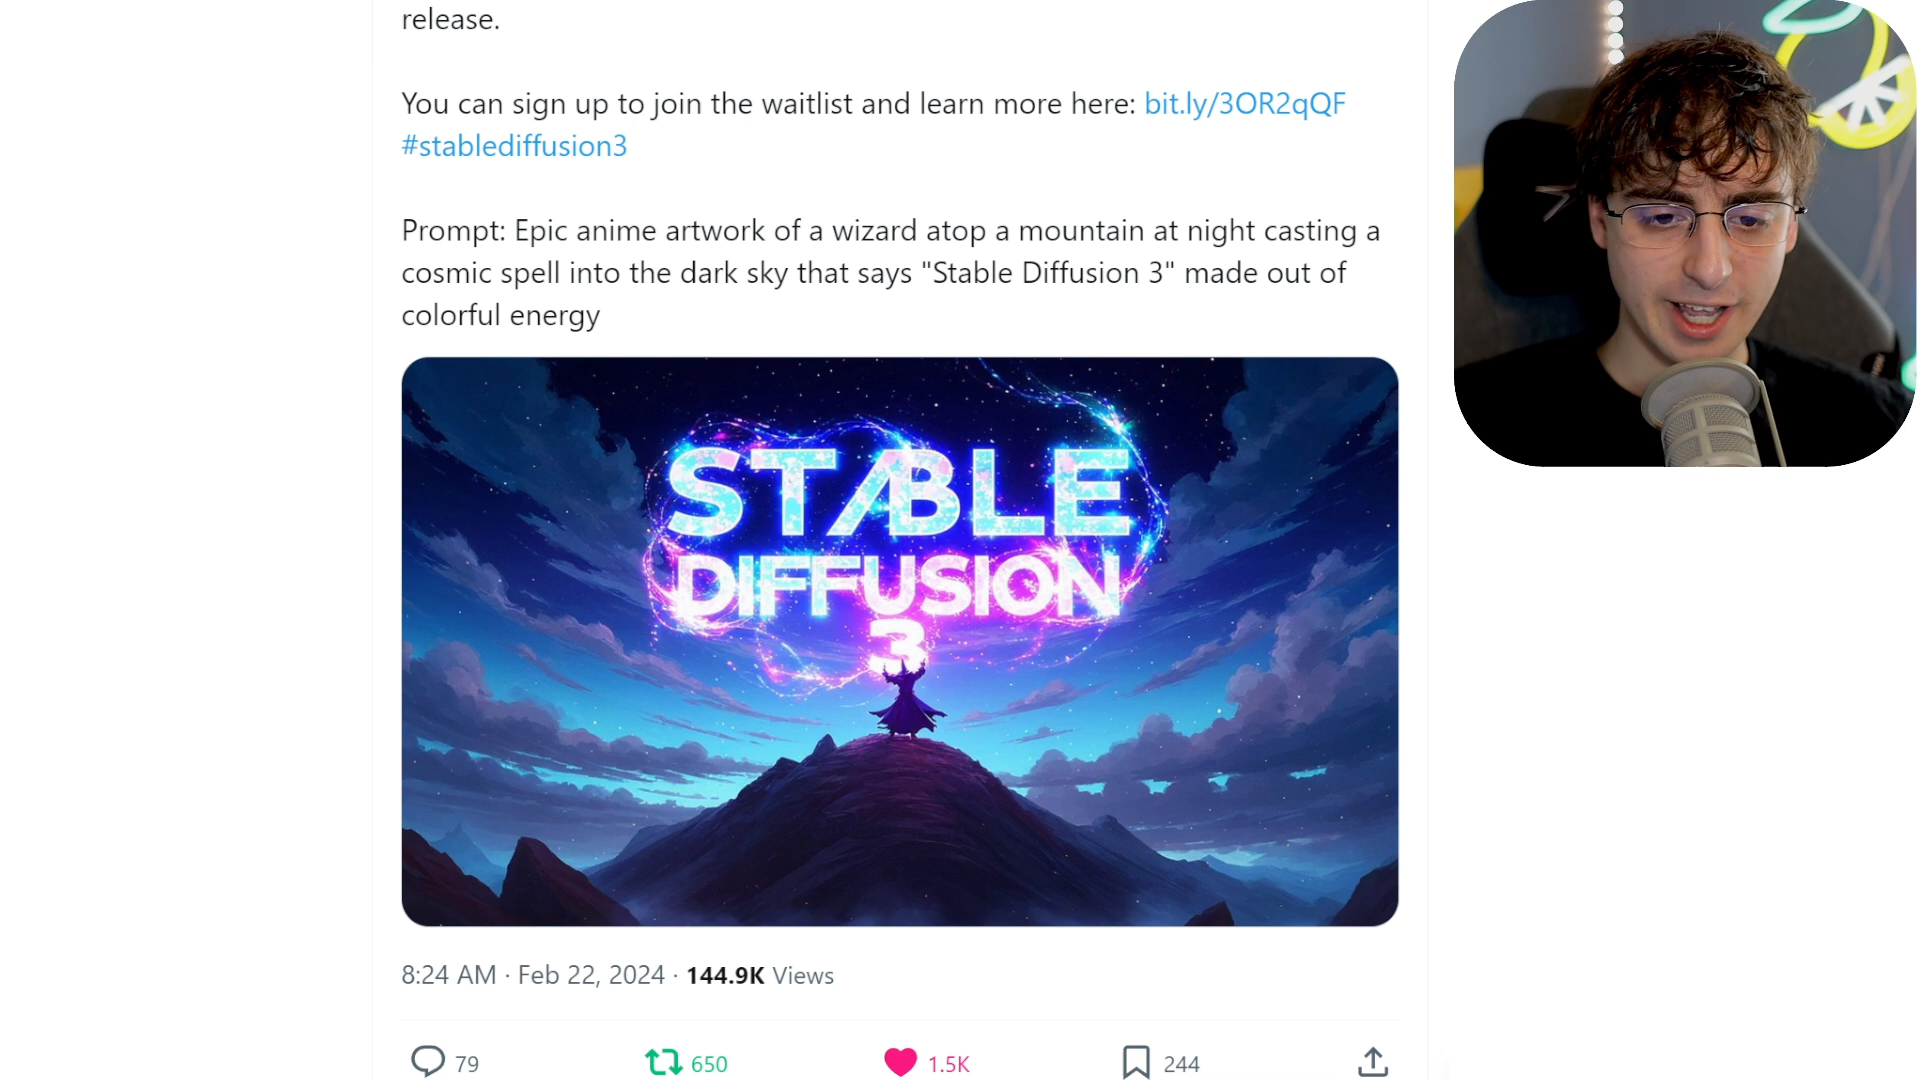 release.
You can sign up to join the waitlist and learn more here: bit.ly/3OR2qQF
#stablediffusion3
Prompt: Epic anime artwork of a wizard atop a mountain at night casting a
cosmic spell into the dark sky that says "Stable Diffusion 3" made out of
colorful energy
STABLE
DIFFUSION
3
8:24 AM · Feb 22, 2024 · 144.9K Views
79 650 1.5K 244